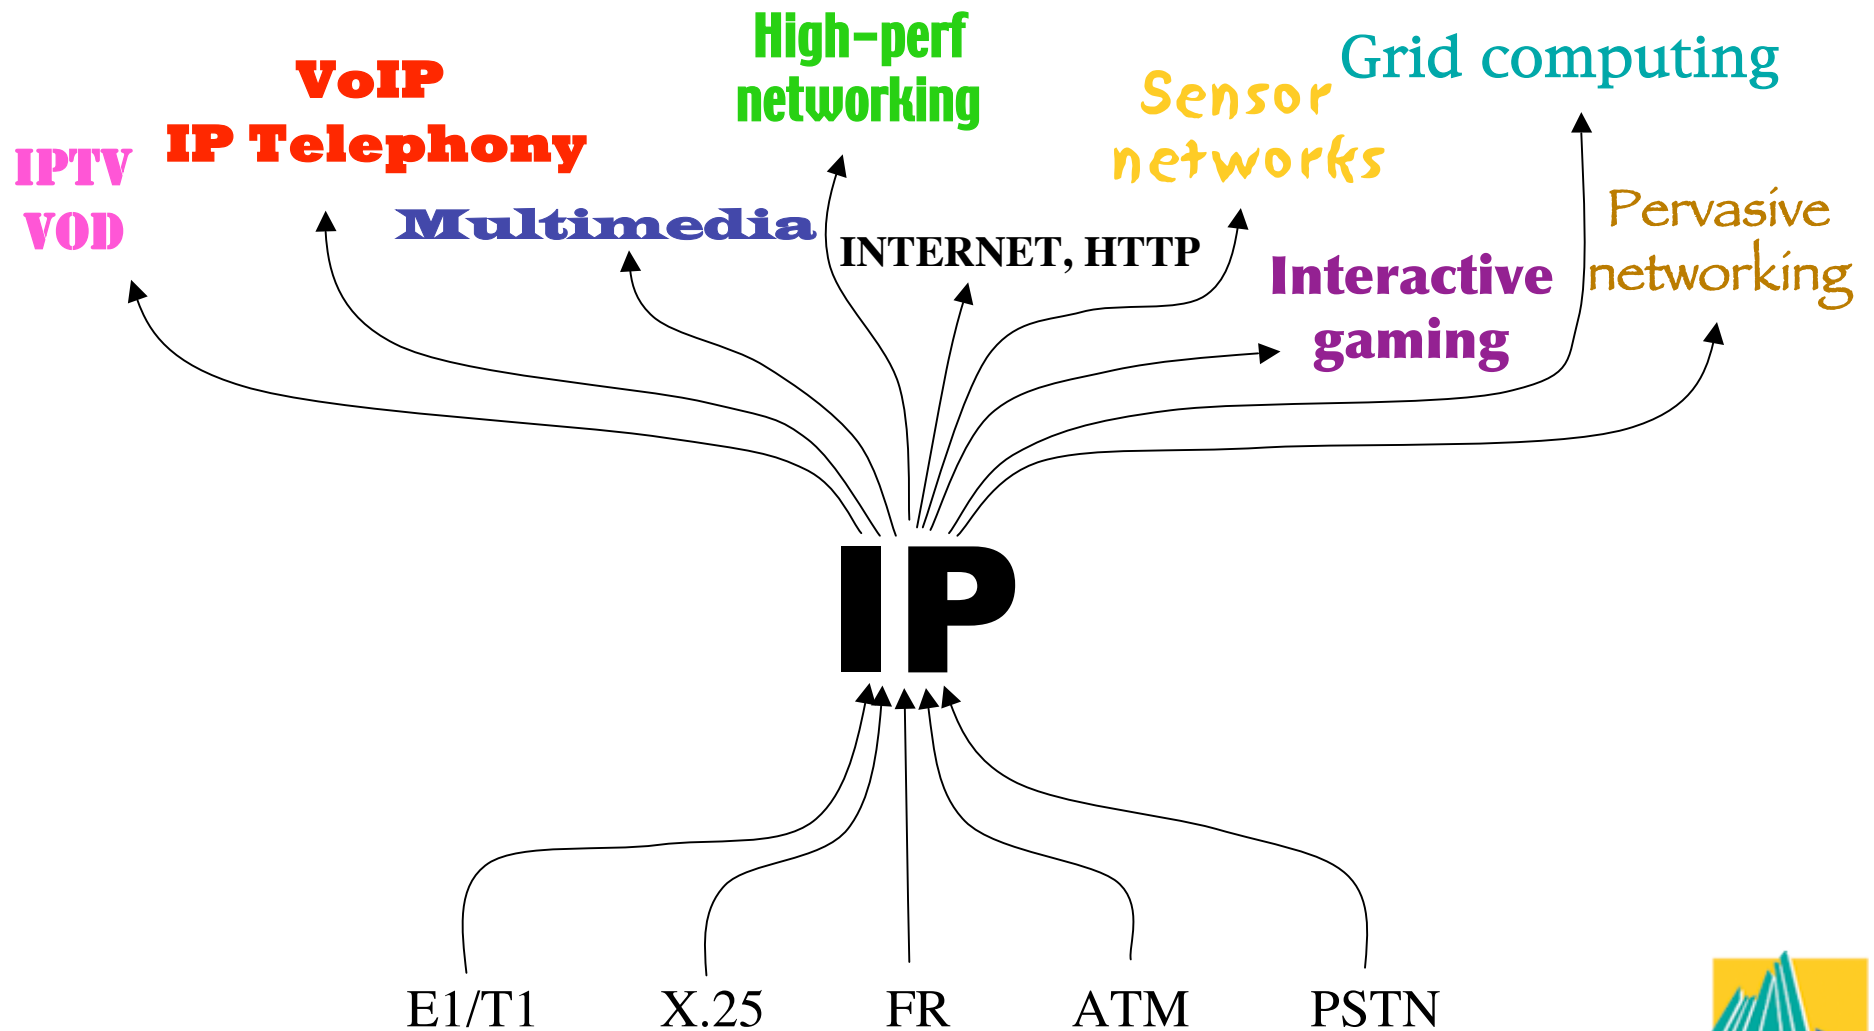 High-perf
networking
Grid computing
VoIP
IP Telephony
Sensor
networks
IPTV
VOD
Multimedia
INTERNET, HTTP
Pervasive
networking
Interactive
gaming
IP
E1/T1 X.25 FR ATM PSTN